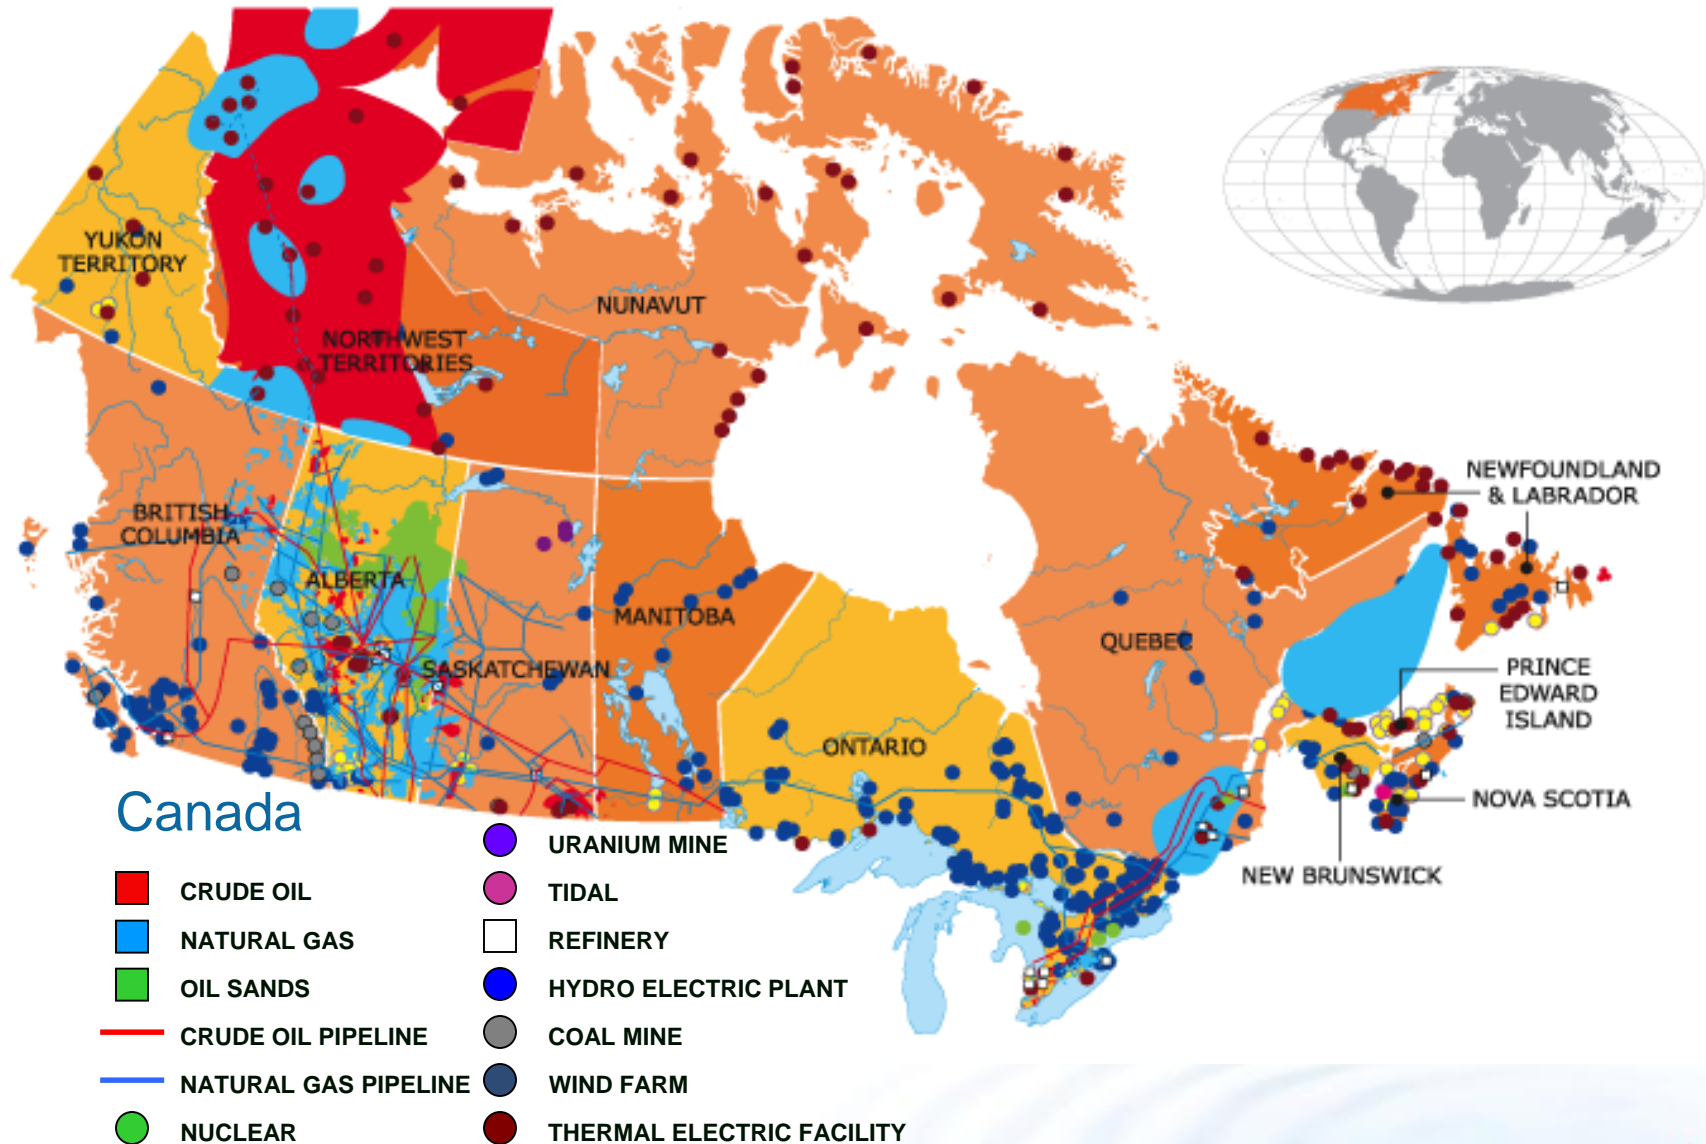 YUKON
TERRITORY
NORTHWEST
TERRITORIES
NUNAVUT
BRITISH
COLUMBIA
ALBERTA
SASKATCHEWAN
MANITOBA
ONTARIO
QUEBEC
NEWFOUNDLAND
& LABRADOR
PRINCE
EDWARD
ISLAND
NOVA SCOTIA
NEW BRUNSWICK
Canada
CRUDE OIL
NATURAL GAS
OIL SANDS
CRUDE OIL PIPELINE
NATURAL GAS PIPELINE
NUCLEAR
URANIUM MINE
TIDAL
REFINERY
HYDRO ELECTRIC PLANT
COAL MINE
WIND FARM
THERMAL ELECTRIC FACILITY